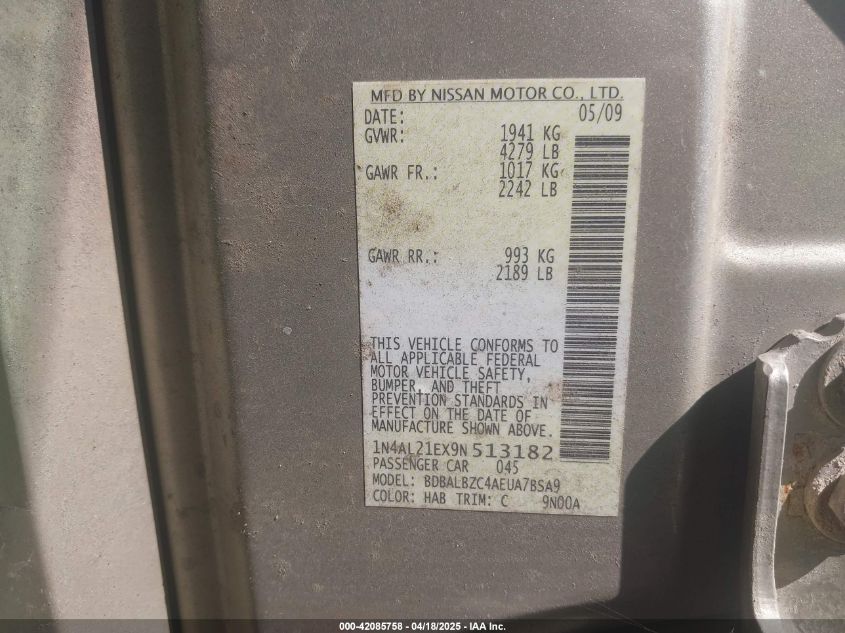 MFD BY NISSAN MOTOR CO., LTD.
DATE: 05/09
GVWR: 1941 KG
4279 LB
GAWR FR.: 1017 KG
2242 LB
GAWR RR.: 993 KG
2189 LB
THIS VEHICLE CONFORMS TO
ALL APPLICABLE FEDERAL
MOTOR VEHICLE SAFETY,
BUMPER, AND THEFT
PREVENTION STANDARDS IN
EFFECT ON THE DATE OF
MANUFACTURE SHOWN ABOVE.
1N4AL21EX9N513182
PASSENGER CAR 045
MODEL: BDBALBZC4AEUA7BSA9
COLOR: HAB TRIM: C 9N00A
000-42085758 - 04/18/2025 - IAA Inc.